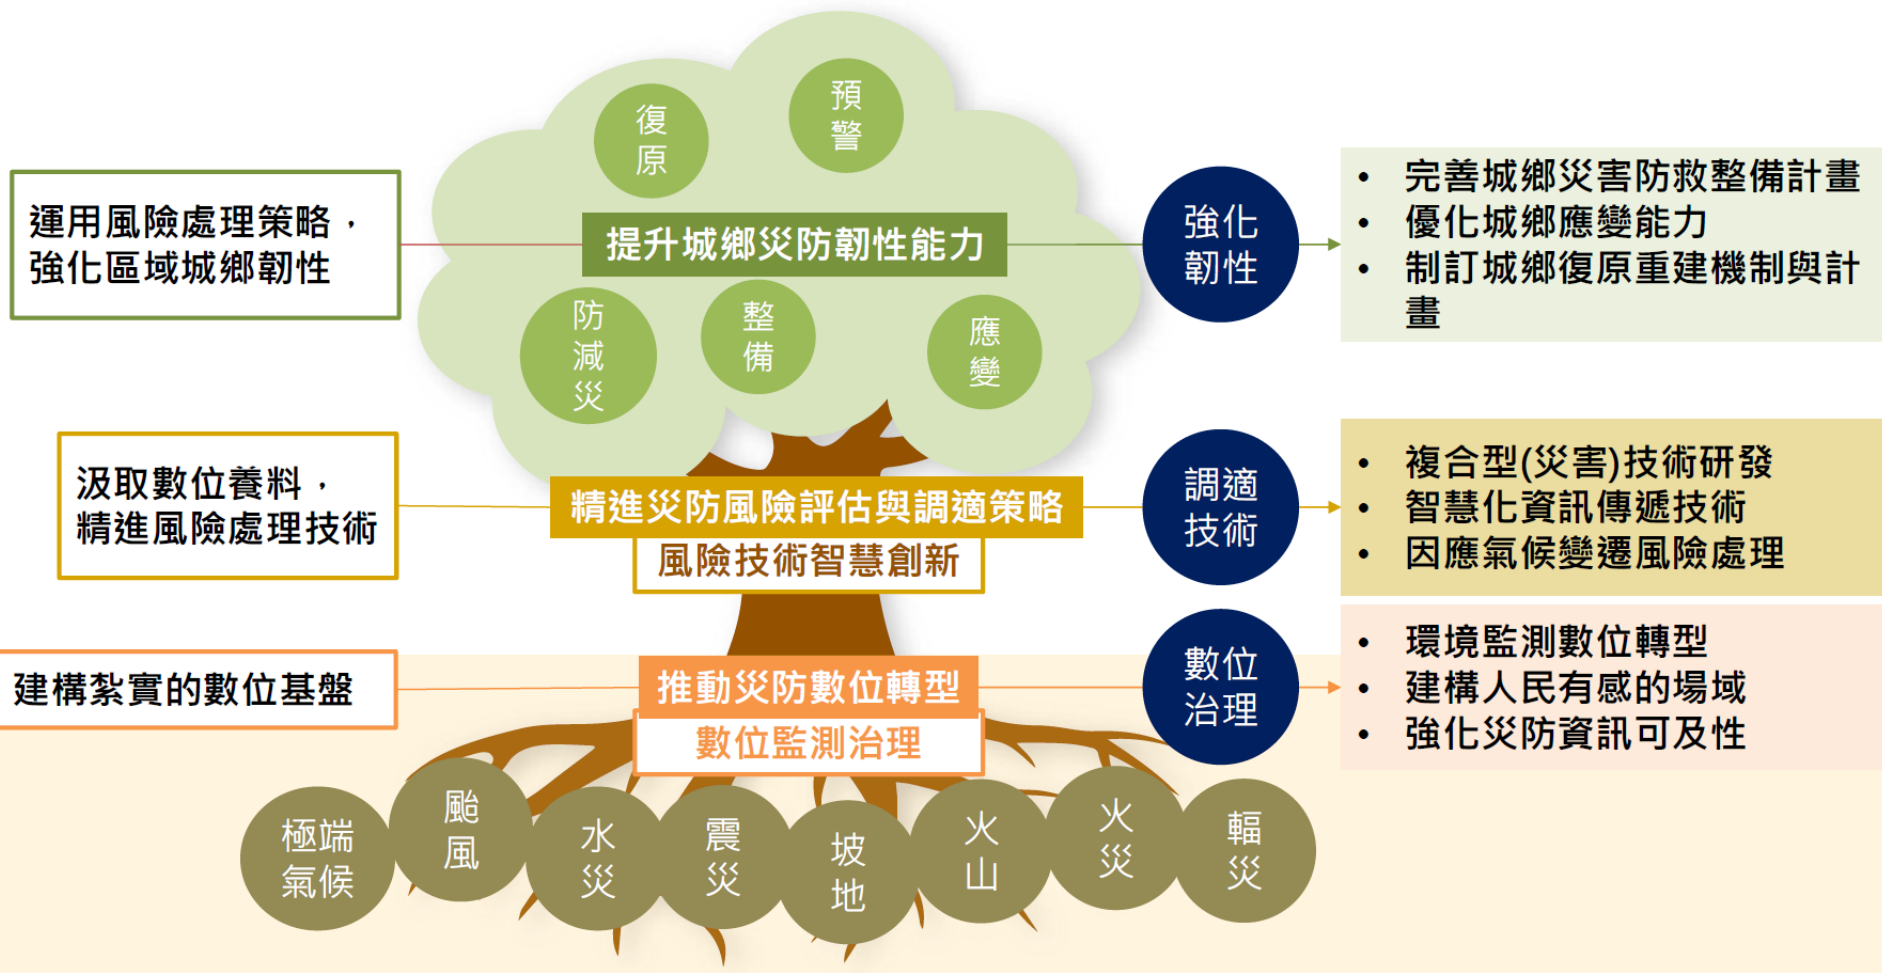 復原
預警
運用風險處理策略，
強化區域城鄉韌性
提升城鄉災防韌性能力
強化
韌性
• 完善城鄉災害防救整備計畫
• 優化城鄉應變能力
• 制訂城鄉復原重建機制與計
畫
防減災
整備
應變
汲取數位養料，
精進風險處理技術
精進災防風險評估與調適策略
風險技術智慧創新
調適
技術
• 複合型(災害)技術研發
• 智慧化資訊傳遞技術
• 因應氣候變遷風險處理
建構紮實的數位基盤
推動災防數位轉型
數位監測治理
數位
治理
• 環境監測數位轉型
• 建構人民有感的場域
• 強化災防資訊可及性
極端
氣候
颱風
水災
震災
坡地
火山
火災
輻災